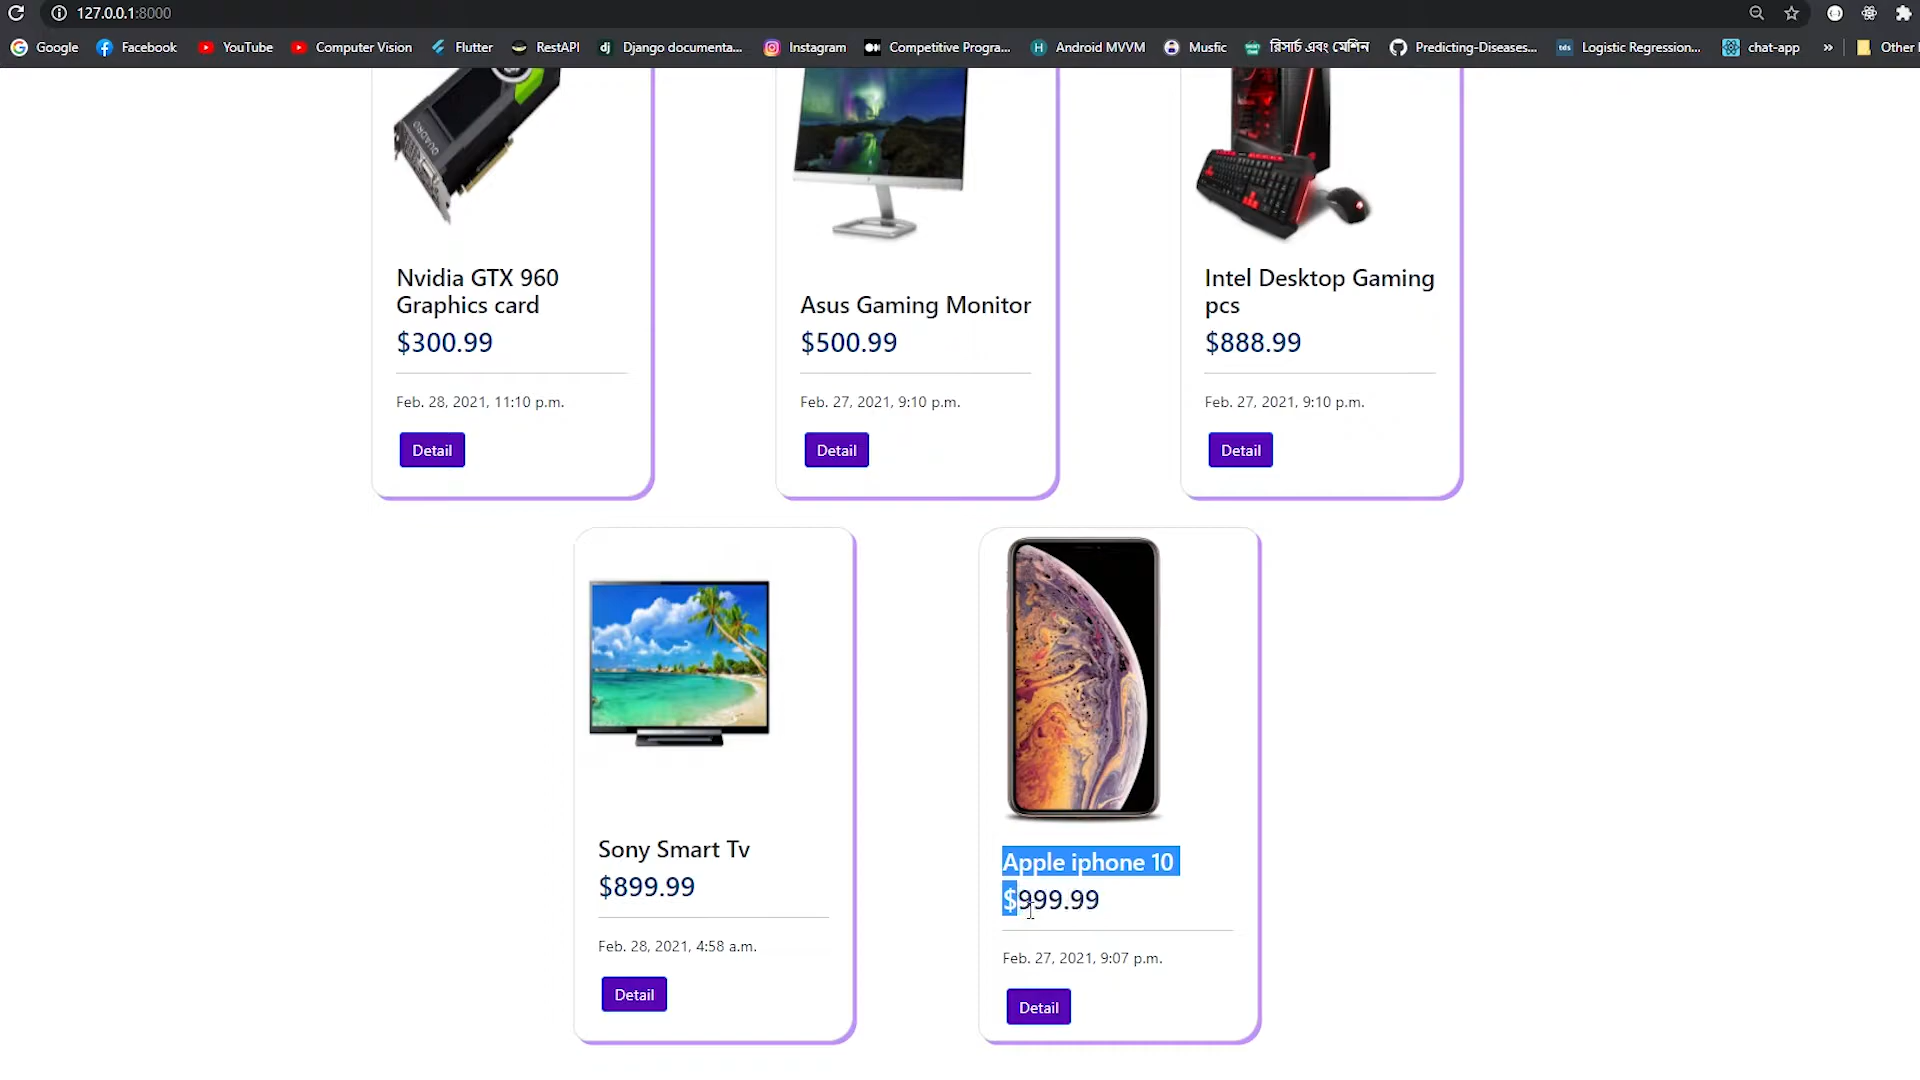 127.0.0.1:8000
Google Facebook YouTube Computer Vision Flutter RestAPI Django documenta... Instagram Competitive Progra... Android MVVM Musfic রিসার্চ এবং মেশিন Predicting-Diseases... Logistic Regression... chat-app » Other
QUADRO
Nvidia GTX 960
Graphics card
$300.99
Feb. 28, 2021, 11:10 p.m.
Detail
Asus Gaming Monitor
$500.99
Feb. 27, 2021, 9:10 p.m.
Detail
Intel Desktop Gaming
pcs
$888.99
Feb. 27, 2021, 9:10 p.m.
Detail
Sony Smart Tv
$899.99
Feb. 28, 2021, 4:58 a.m.
Detail
Apple iphone 10
$999.99
Feb. 27, 2021, 9:07 p.m.
Detail